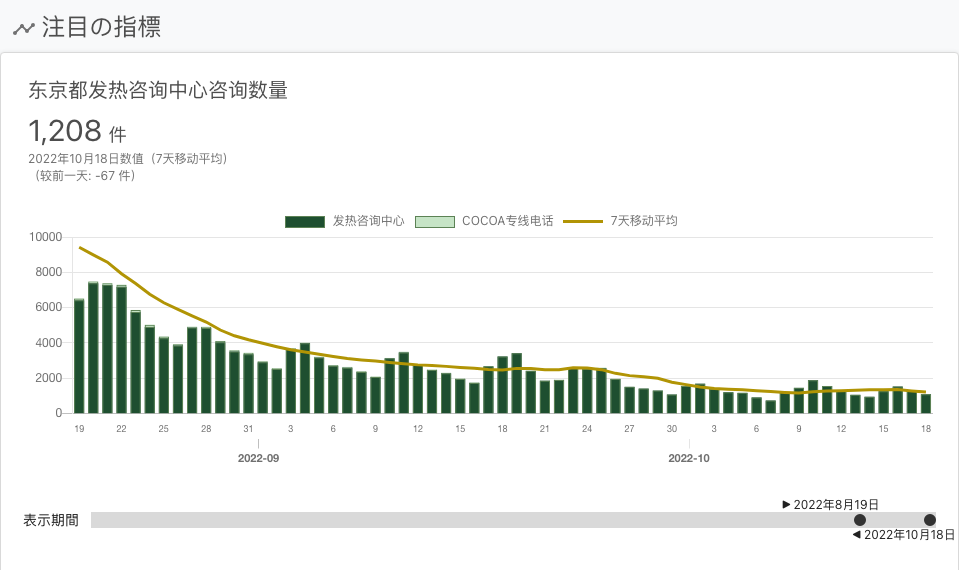 注目の指標
东京都发热咨询中心咨询数量
1,208 件
2022年10月18日数值（7天移动平均）
（较前一天: -67 件）
发热咨询中心 COCOA专线电话 7天移动平均
10000
8000
6000
4000
2000
0
19 22 25 28 31 3 6 9 12 15 18 21 24 27 30 3 6 9 12 15 18
2022-09 2022-10
2022年8月19日
表示期間
2022年10月18日